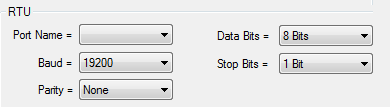 RTU
Port Name =
Data Bits = 8 Bits
Baud = 19200
Stop Bits = 1 Bit
Parity = None